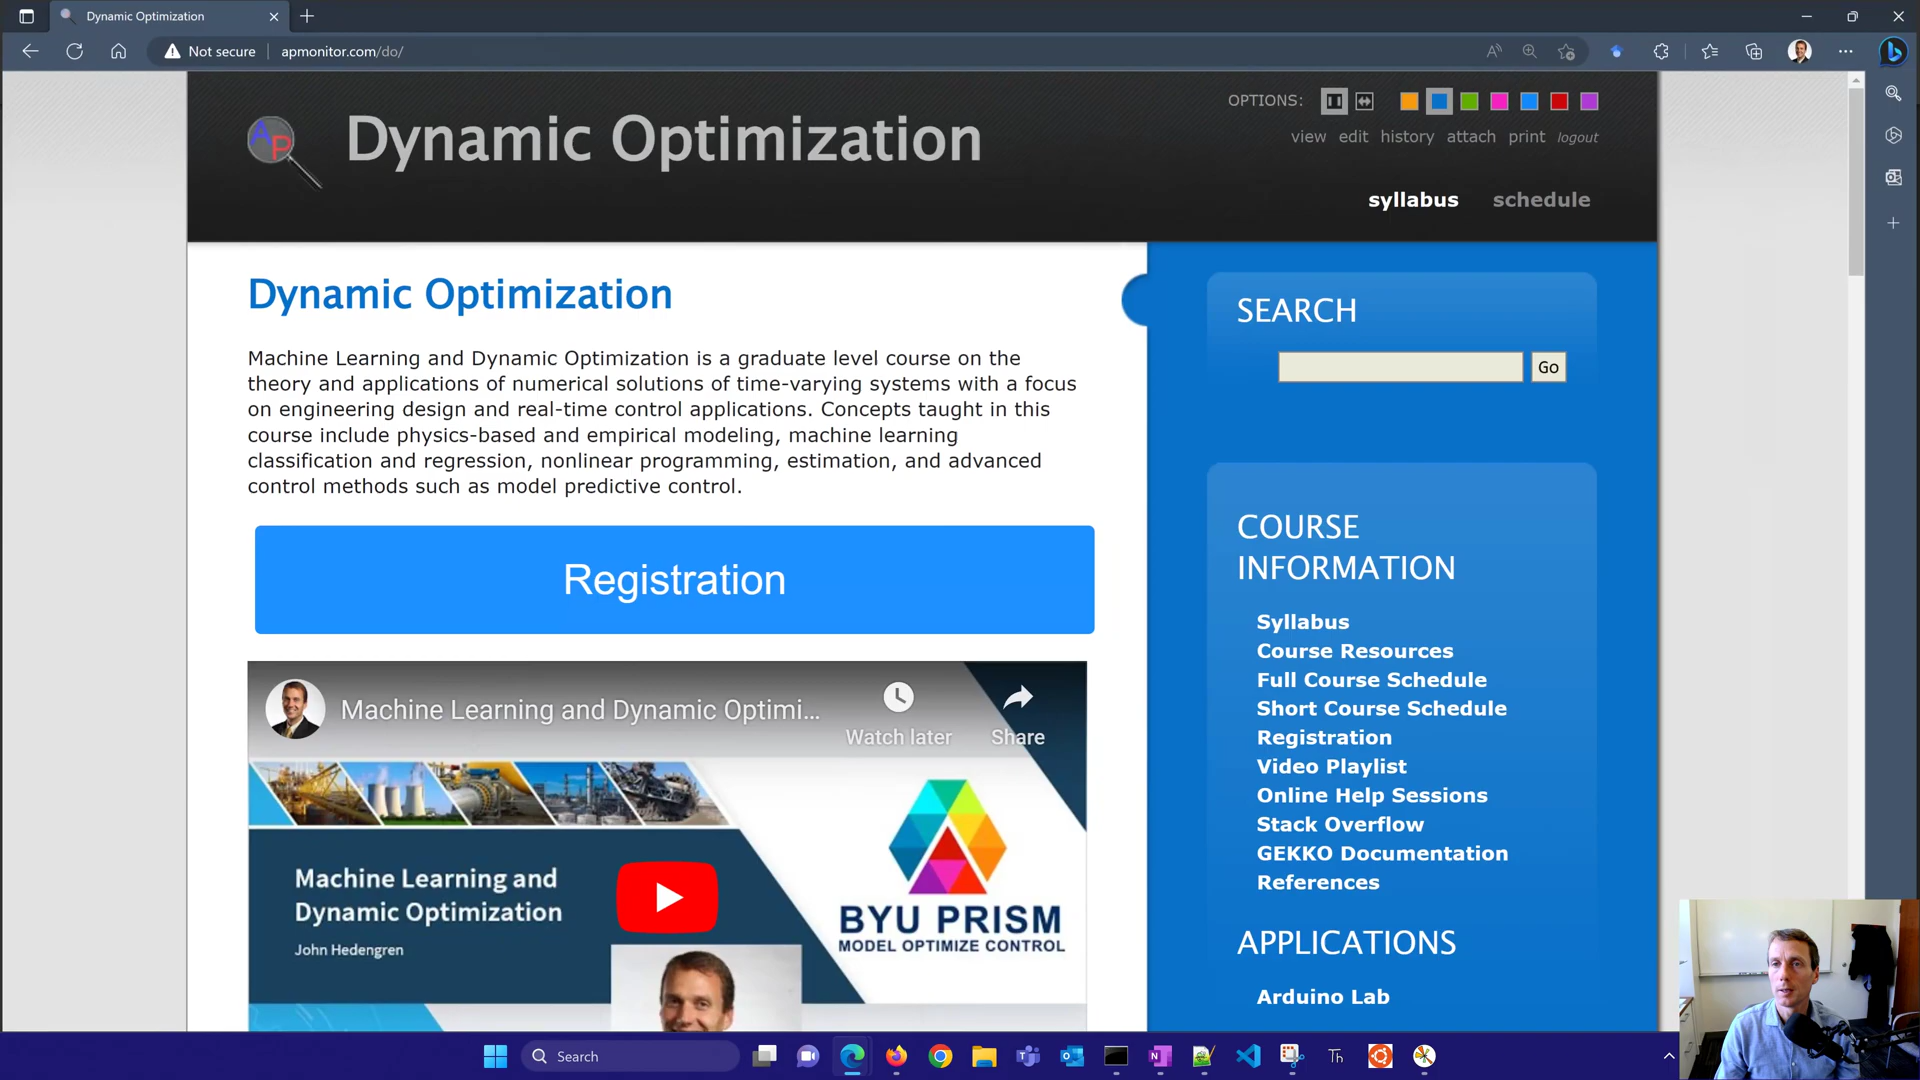 Dynamic Optimization
Not secure
apmonitor.com/do/
AP
Dynamic Optimization
OPTIONS:
view edit history attach print logout
syllabus schedule
Dynamic Optimization
Machine Learning and Dynamic Optimization is a graduate level course on the
theory and applications of numerical solutions of time-varying systems with a focus
on engineering design and real-time control applications. Concepts taught in this
course include physics-based and empirical modeling, machine learning
classification and regression, nonlinear programming, estimation, and advanced
control methods such as model predictive control.
Registration
Machine Learning and Dynamic Optimi...
Watch later
Share
Machine Learning and
Dynamic Optimization
John Hedengren
BYU PRISM
MODEL OPTIMIZE CONTROL
SEARCH
Go
COURSE
INFORMATION
Syllabus
Course Resources
Full Course Schedule
Short Course Schedule
Registration
Video Playlist
Online Help Sessions
Stack Overflow
GEKKO Documentation
References
APPLICATIONS
Arduino Lab
Search
Th